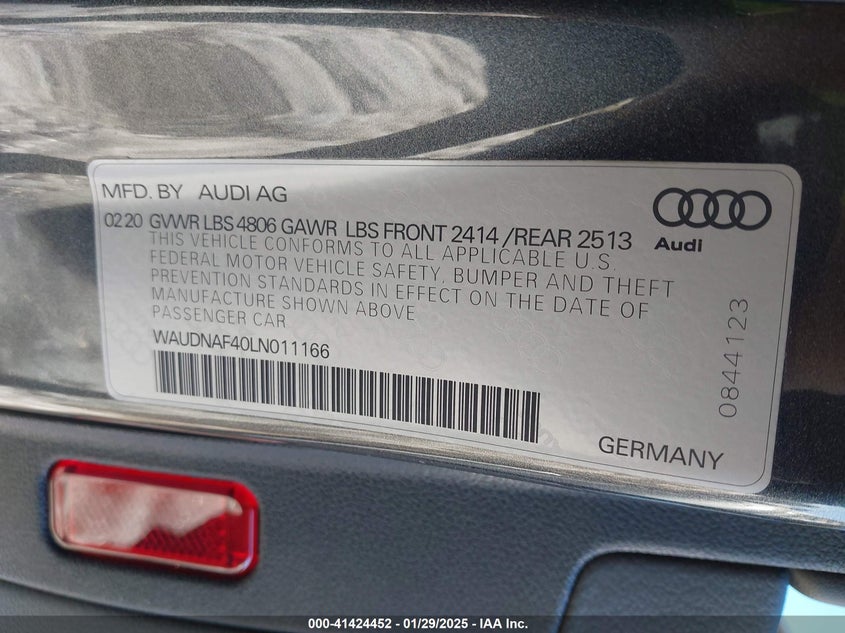 MFD. BY AUDI AG
Audi
02 20 GVWR LBS 4806 GAWR LBS FRONT 2414 /REAR 2513
THIS VEHICLE CONFORMS TO ALL APPLICABLE U.S.
FEDERAL MOTOR VEHICLE SAFETY, BUMPER AND THEFT
PREVENTION STANDARDS IN EFFECT ON THE DATE OF
MANUFACTURE SHOWN ABOVE
PASSENGER CAR
WAUDNAF40LN011166
0844123
GERMANY
000-41424452 - 01/29/2025 - IAA Inc.